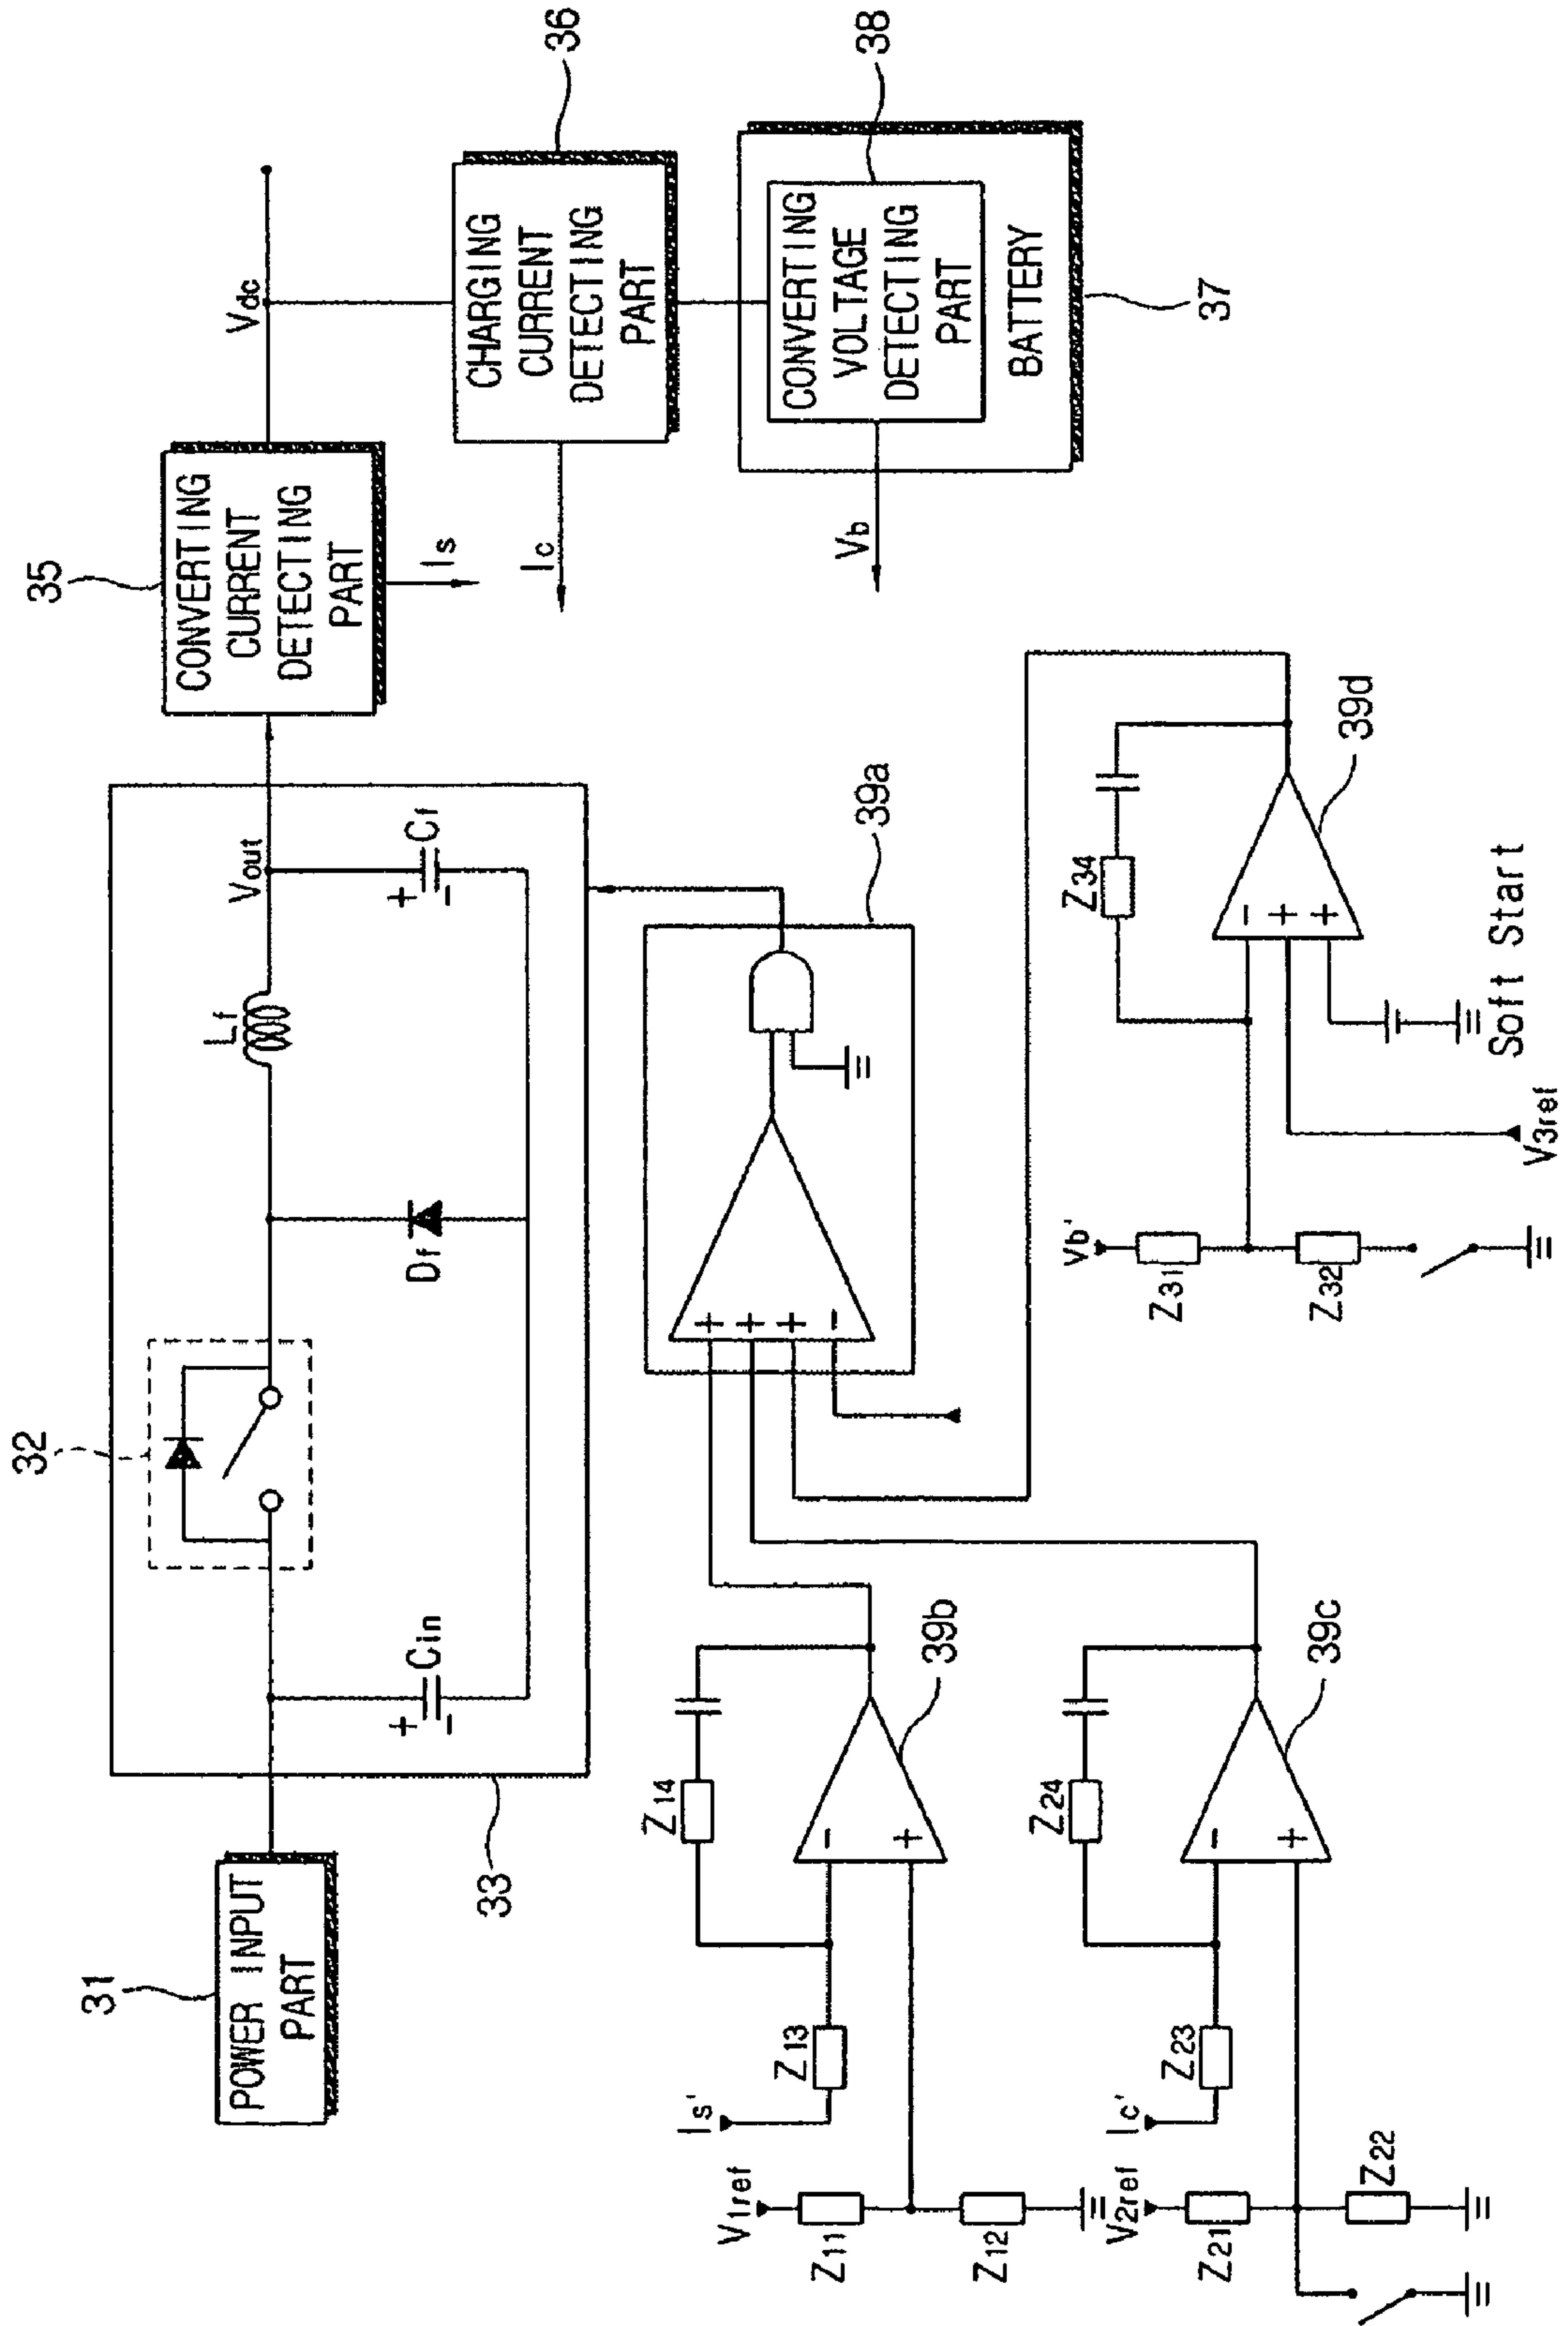 31
POWER INPUT
PART
33
32
Cin
+
-
Df
Lf
Vout
Cf
+
-
35
CONVERTING
CURRENT
DETECTING
PART
Is
Vdc
36
CHARGING
CURRENT
DETECTING
PART
Ic
38
CONVERTING
VOLTAGE
DETECTING
PART
BATTERY
37
Vb
39a
+
+
+
-
V1ref
Z11
Z12
Is'
Z13
Z14
-
+
39b
V2ref
Z21
Z22
Ic'
Z23
Z24
-
+
39c
Vb'
Z31
Z32
V3ref
Z34
-
+
+
39d
Soft Start